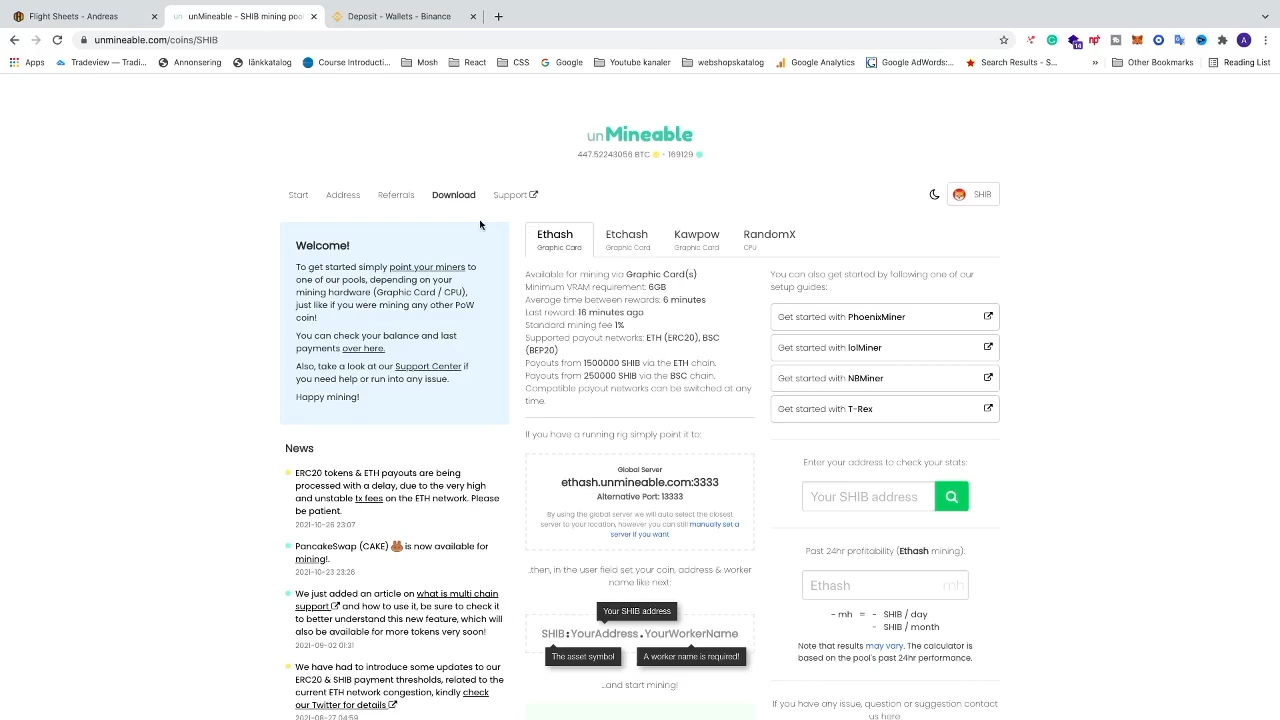 Flight Sheets - Andreas
unMineable - SHIB mining poo
Deposit - Wallets - Binance
unmineable.com/coins/SHIB
14
A
Apps
Tradeview — Tradi...
Annonsering
länkkatalog
Course Introducti...
Mosh
React
CSS
Google
Youtube kanaler
webshopskatalog
Google Analytics
Google AdWords:...
Search Results - S...
»
Other Bookmarks
Reading List
unMineable
447.52243056 BTC - 169129
Start
Address
Referrals
Download
Support
SHIB
Welcome!
To get started simply point your miners to
one of our pools, depending on your
mining hardware (Graphic Card / CPU),
just like if you were mining any other PoW
coin!
You can check your balance and last
payments over here.
Also, take a look at our Support Center if
you need help or run into any issue.
Happy mining!
News
ERC20 tokens & ETH payouts are being
processed with a delay, due to the very high
and unstable tx fees on the ETH network. Please
be patient.
2021-10-26 23:07
PancakeSwap (CAKE) is now available for
mining!.
2021-10-23 23:26
We just added an article on what is multi chain
support and how to use it, be sure to check it
to better understand this new feature, which will
also be available for more tokens very soon!
2021-09-02 01:31
We have had to introduce some updates to our
ERC20 & SHIB payment thresholds, related to the
current ETH network congestion, kindly check
our Twitter for details
2021-08-27 04:59
Ethash
Graphic Card
Etchash
Graphic Card
Kawpow
Graphic Card
RandomX
CPU
Available for mining via Graphic Card(s)
Minimum VRAM requirement: 6GB
Average time between rewards: 6 minutes
Last reward: 16 minutes ago
Standard mining fee 1%
Supported payout networks: ETH (ERC20), BSC
(BEP20)
Payouts from 1500000 SHIB via the ETH chain.
Payouts from 250000 SHIB via the BSC chain.
Compatible payout networks can be switched at any
time.
If you have a running rig simply point it to:
Global Server
ethash.unmineable.com:3333
Alternative Port: 13333
By using the global server we will auto select the closest
server to your location, however you can still manually set a
server if you want
..then, in the user field set your coin, address & worker
name like next:
Your SHIB address
SHIB:YourAddress.YourWorkerName
The asset symbol
A worker name is required!
...and start mining!
You can also get started by following one of our
setup guides:
Get started with PhoenixMiner
Get started with lolMiner
Get started with NBMiner
Get started with T-Rex
Enter your address to check your stats:
Your SHIB address
Past 24hr profitability (Ethash mining):
Ethash
mh
- mh = - SHIB / day
- SHIB / month
Note that results may vary. The calculator is
based on the pool's past 24hr performance.
If you have any issue, question or suggestion contact
us here